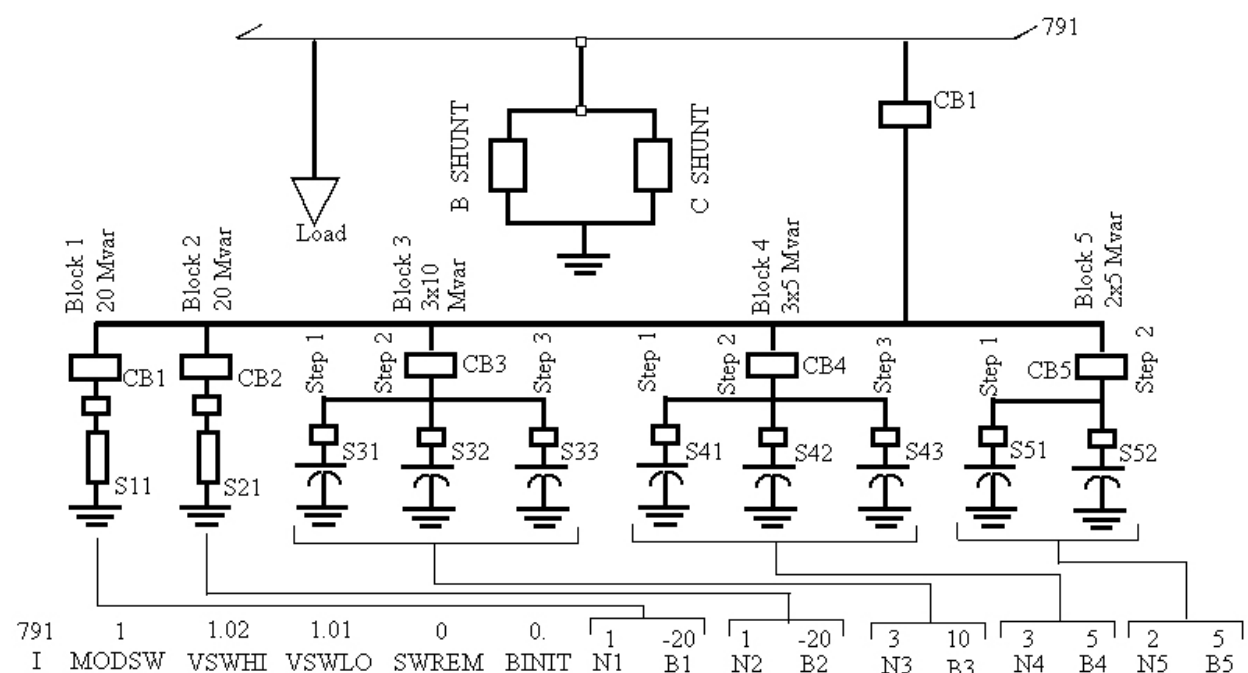 791
CB1
B SHUNT
C SHUNT
Load
Block 1
20 Mvar
Block 2
20 Mvar
Block 3
3x10
Mvar
Block 4
3x5 Mvar
Block 5
2x5 Mvar
CB1
CB2
Step 1
Step 2
CB3
Step 3
Step 1
Step 2
CB4
Step 3
Step 1
CB5
Step 2
S11
S21
S31
S32
S33
S41
S42
S43
S51
S52
791 1 1.02 1.01 0 0. 1 -20 1 -20 3 10 3 5 2 5
I MODSW VSWHI VSWLO SWREM BINIT N1 B1 N2 B2 N3 B3 N4 B4 N5 B5